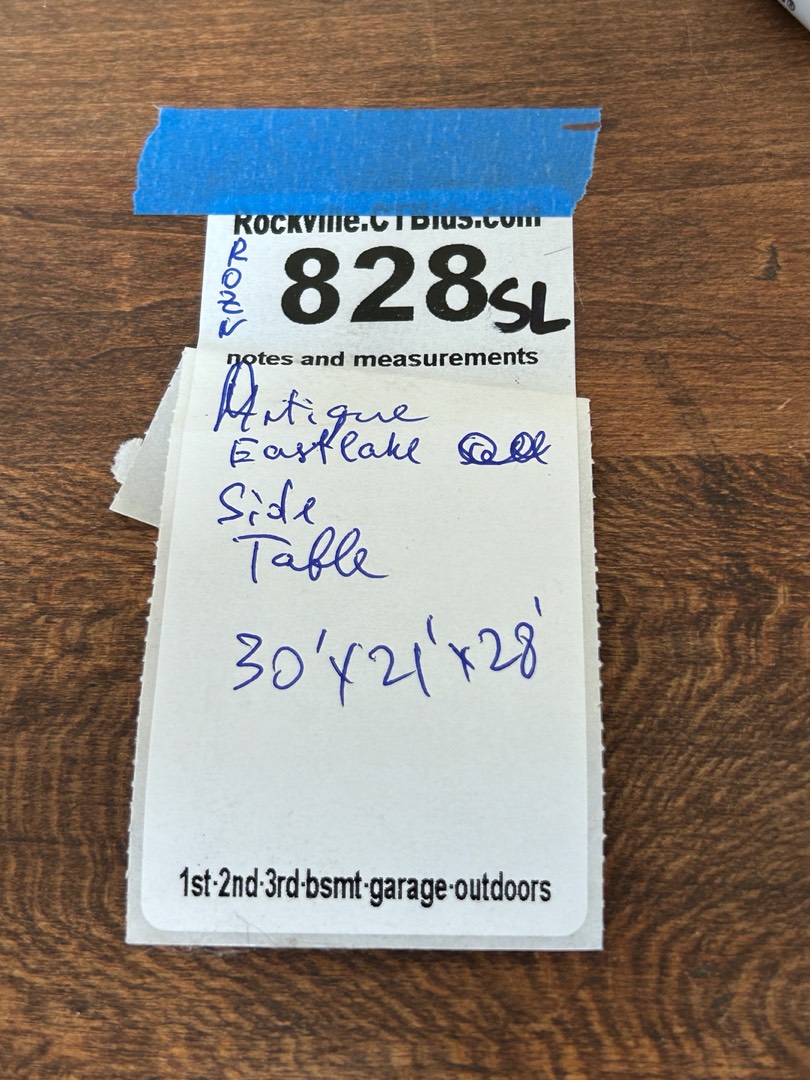 Rockville.CTBids.com
828SL
notes and measurements
Antique
Eastlake
Side
Table
30'x21'x28'
1st·2nd·3rd·bsmt·garage·outdoors